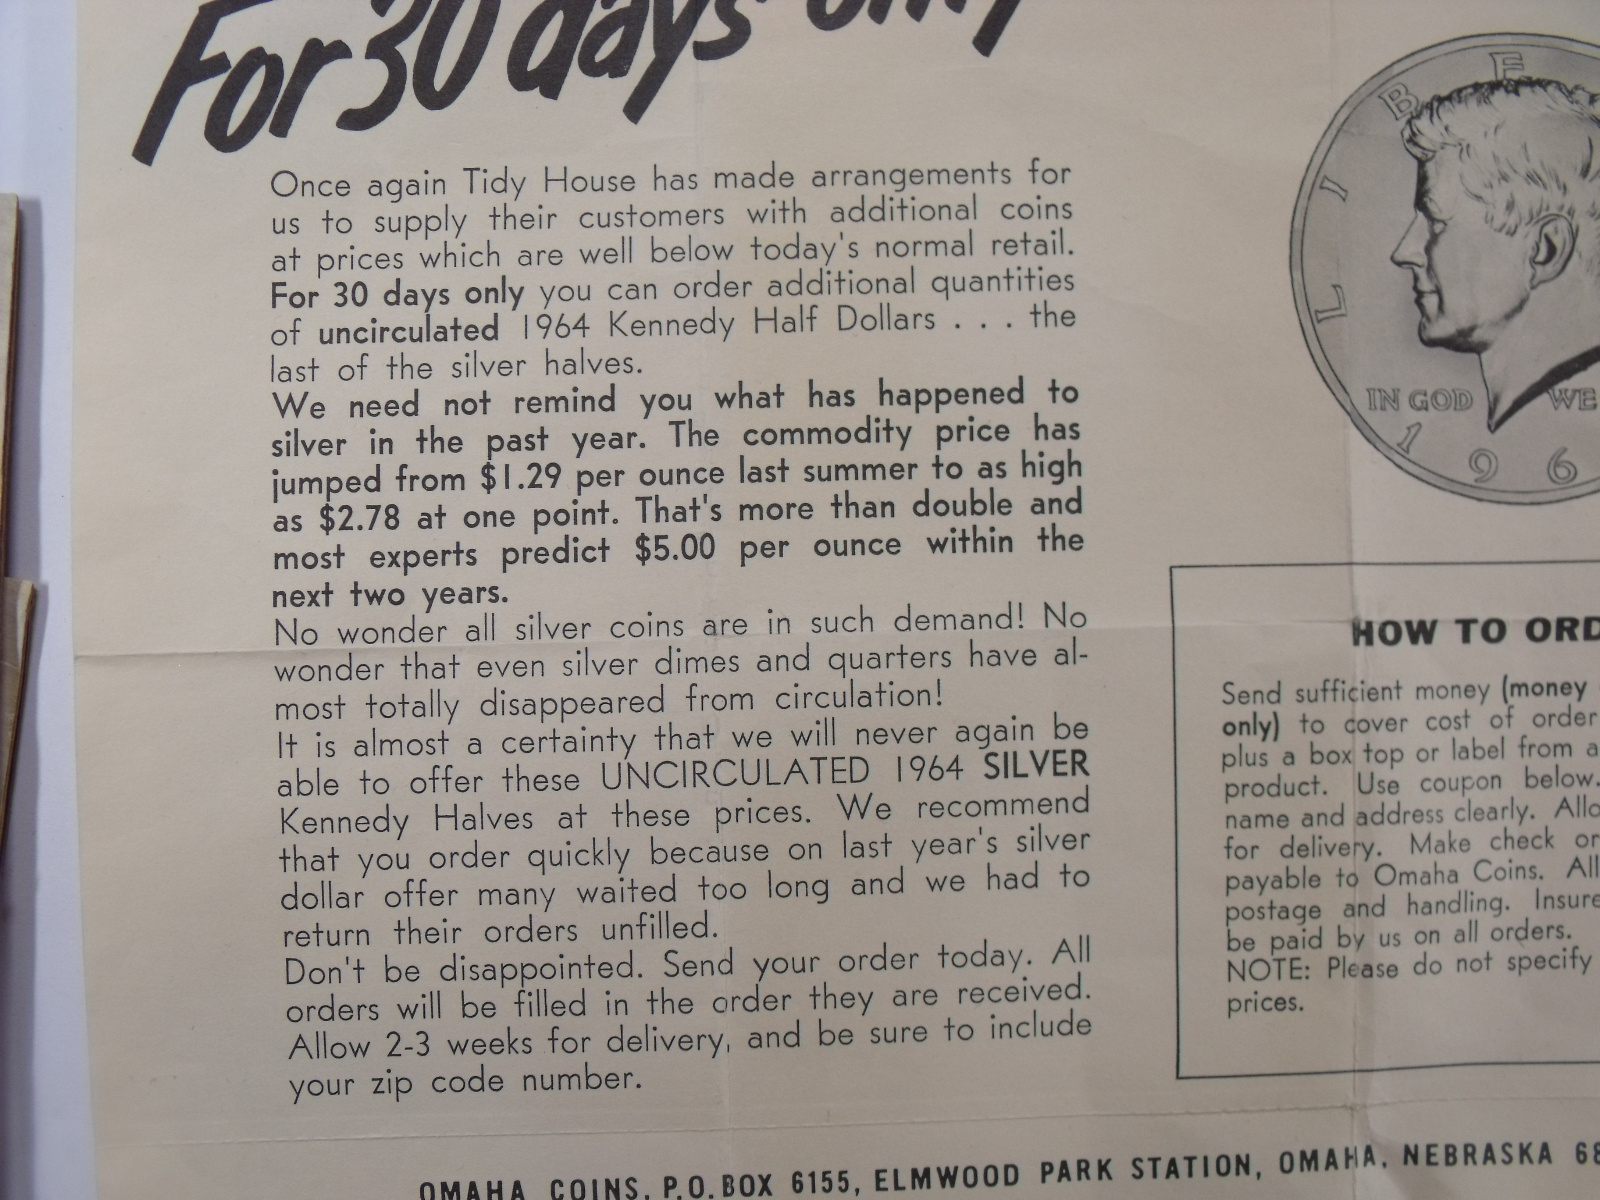 For 30 days only
Once again Tidy House has made arrangements for
us to supply their customers with additional coins
at prices which are well below today's normal retail.
For 30 days only you can order additional quantities
of uncirculated 1964 Kennedy Half Dollars . . . the
last of the silver halves.
We need not remind you what has happened to
silver in the past year. The commodity price has
jumped from $1.29 per ounce last summer to as high
as $2.78 at one point. That's more than double and
most experts predict $5.00 per ounce within the
next two years.
No wonder all silver coins are in such demand! No
wonder that even silver dimes and quarters have al-
most totally disappeared from circulation!
It is almost a certainty that we will never again be
able to offer these UNCIRCULATED 1964 SILVER
Kennedy Halves at these prices. We recommend
that you order quickly because on last year's silver
dollar offer many waited too long and we had to
return their orders unfilled.
Don't be disappointed. Send your order today. All
orders will be filled in the order they are received.
Allow 2-3 weeks for delivery, and be sure to include
your zip code number.
LIBE
IN GOD WE
196
HOW TO ORD
Send sufficient money (money
only) to cover cost of order
plus a box top or label from a
product. Use coupon below.
name and address clearly. Allo
for delivery. Make check or
payable to Omaha Coins. All
postage and handling. Insure
be paid by us on all orders.
NOTE: Please do not specify
prices.
OMAHA COINS, P.O. BOX 6155, ELMWOOD PARK STATION, OMAHA, NEBRASKA 68